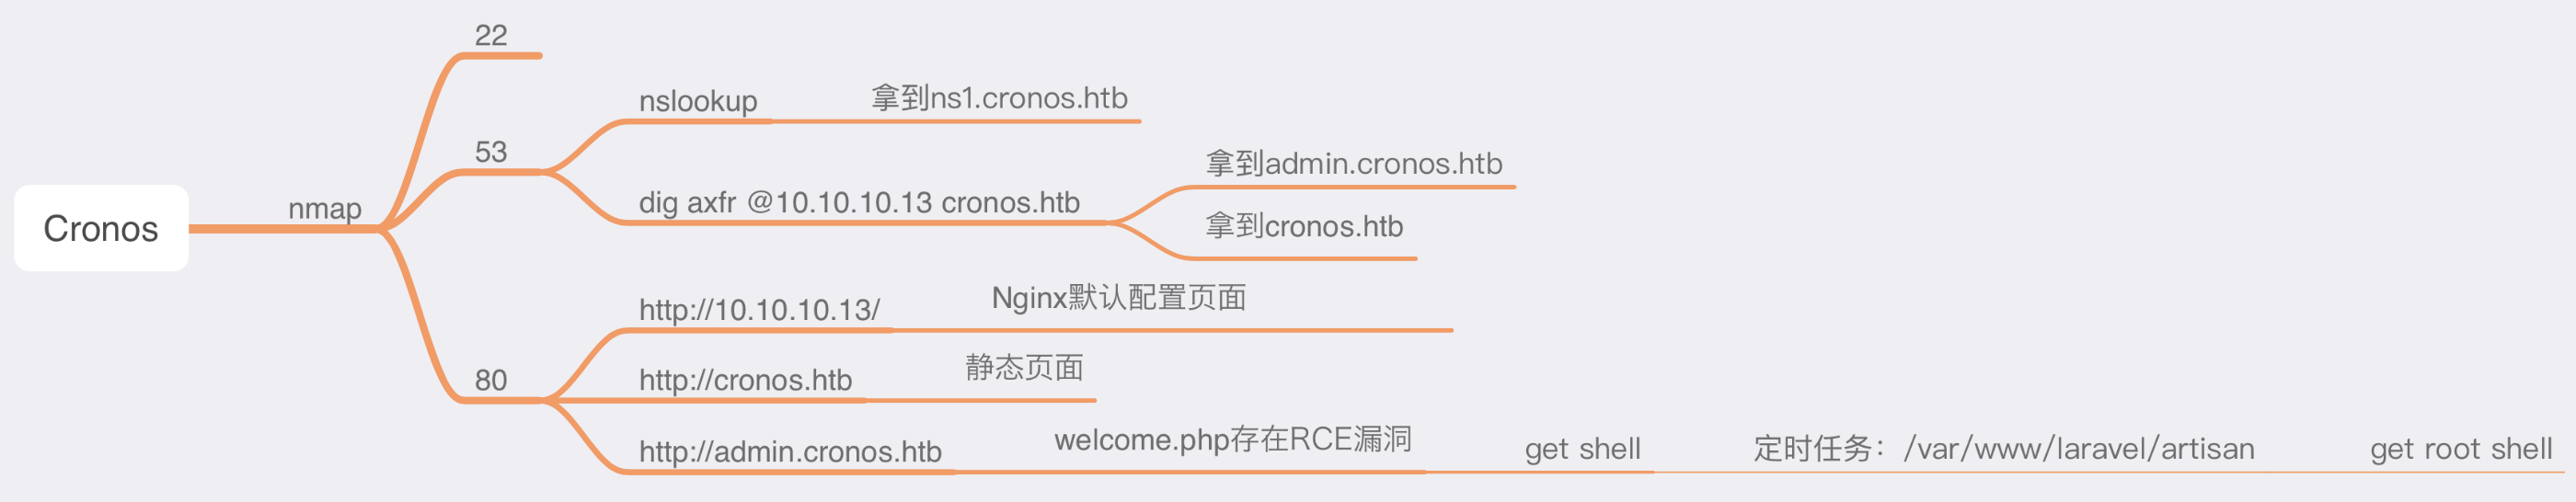 Cronos
nmap
22
53
nslookup
拿到ns1.cronos.htb
dig axfr @10.10.10.13 cronos.htb
拿到admin.cronos.htb
拿到cronos.htb
80
http://10.10.10.13/
Nginx默认配置页面
http://cronos.htb
静态页面
http://admin.cronos.htb
welcome.php存在RCE漏洞
get shell
定时任务：/var/www/laravel/artisan
get root shell